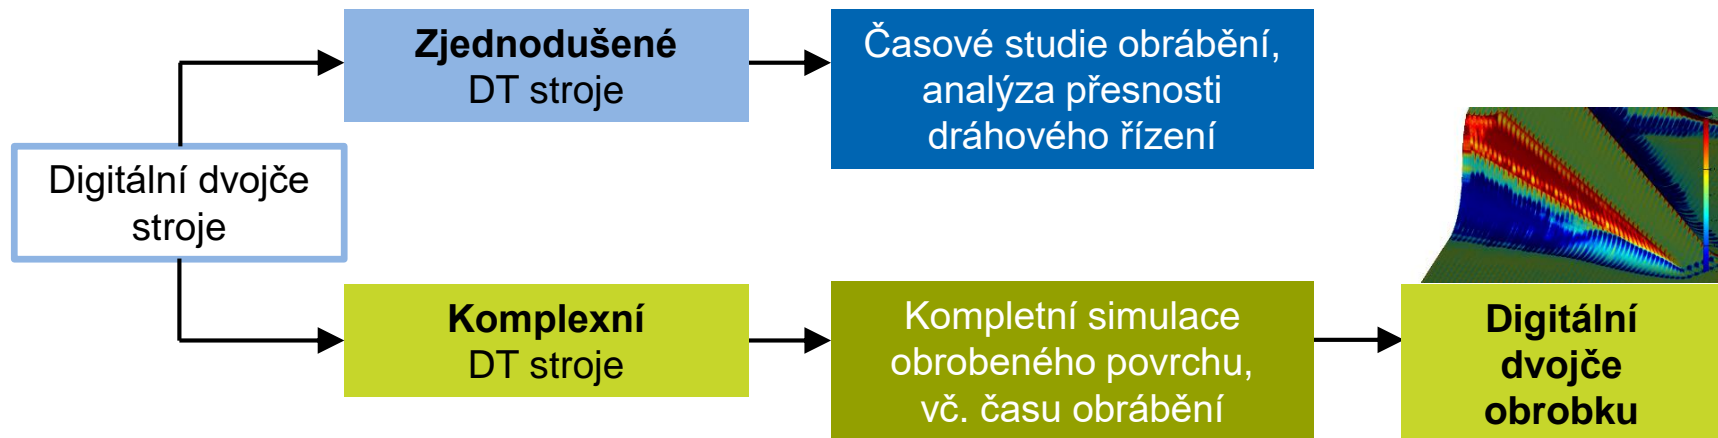 Digitální dvojče
stroje
Zjednodušené
DT stroje
Časové studie obrábění,
analýza přesnosti
dráhového řízení
Komplexní
DT stroje
Kompletní simulace
obrobeného povrchu,
vč. času obrábění
Digitální
dvojče
obrobku